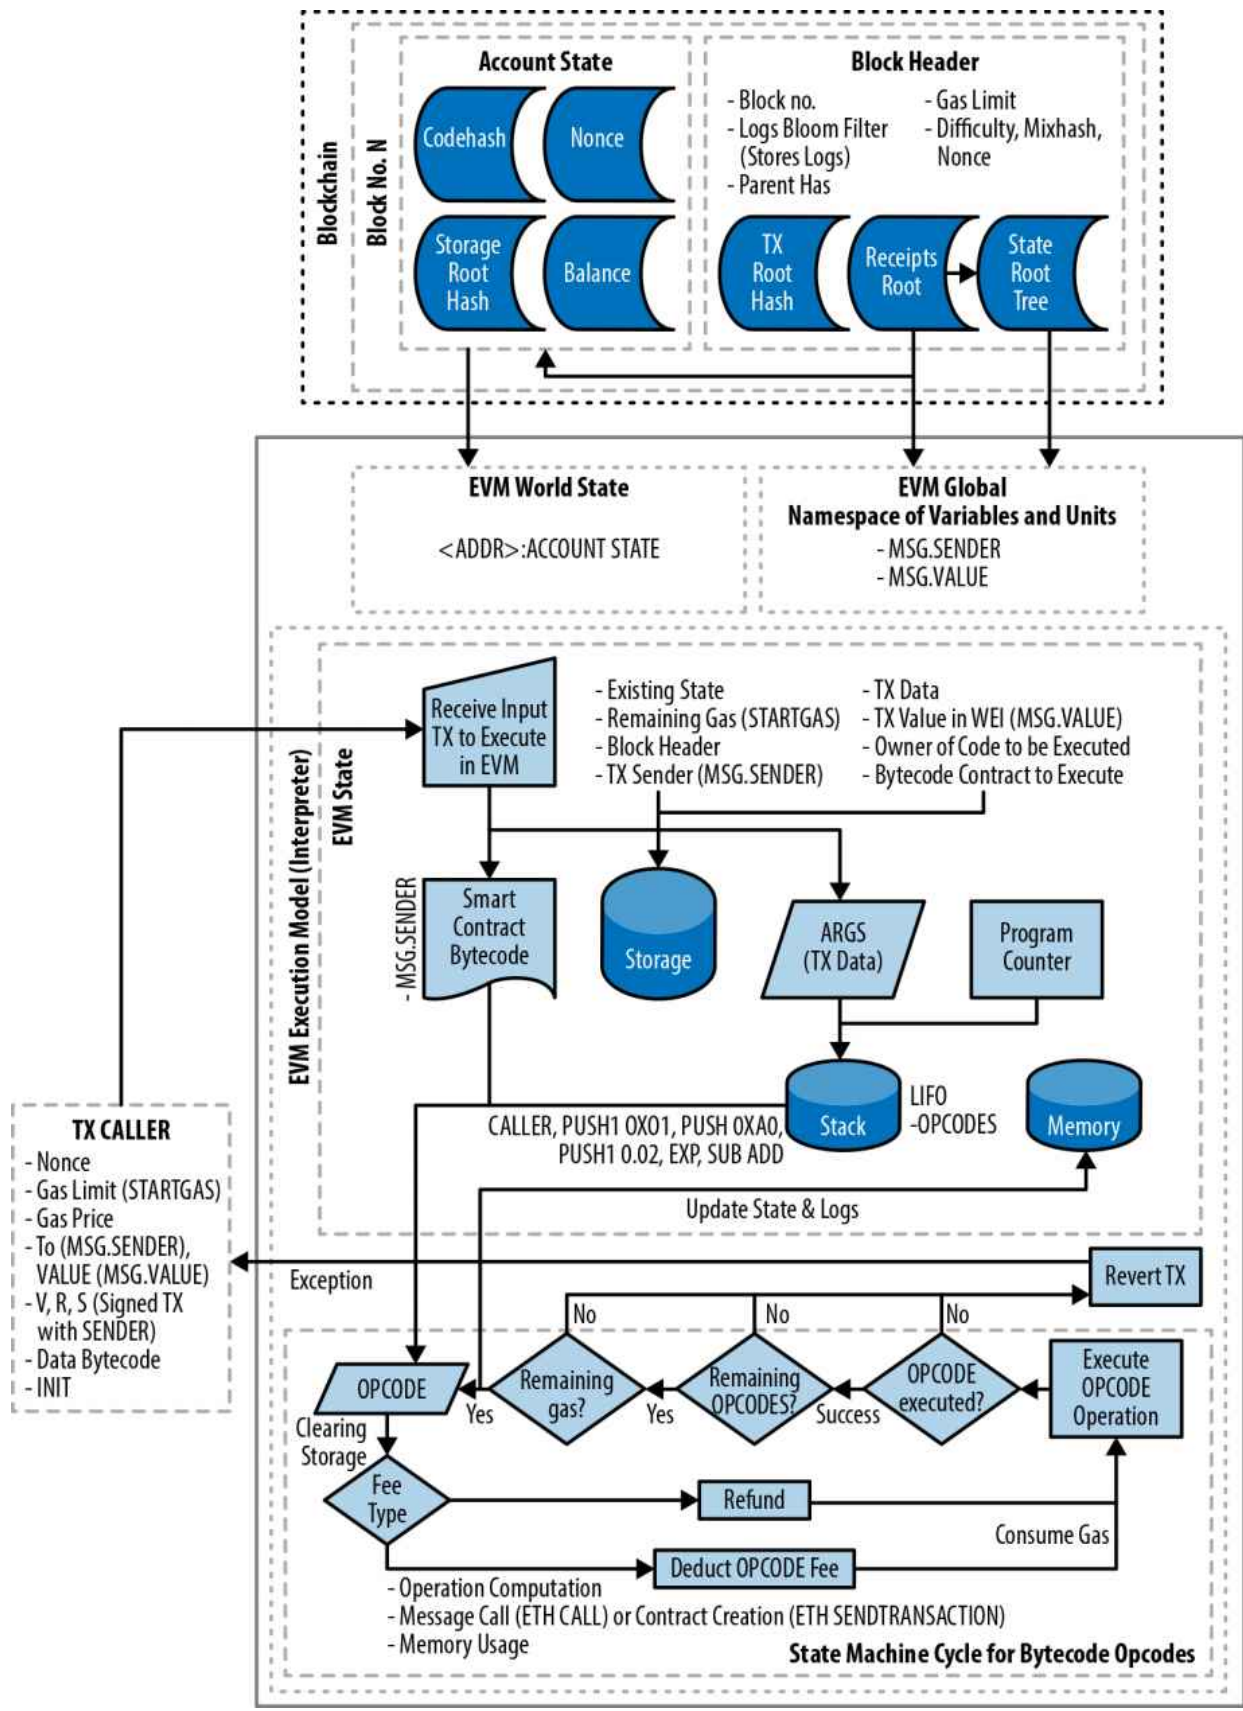 Blockchain
Block No. N
Account State
Codehash
Nonce
Storage
Root
Hash
Balance
Block Header
- Block no.
- Logs Bloom Filter
(Stores Logs)
- Parent Has
- Gas Limit
- Difficulty, Mixhash,
Nonce
TX
Root
Hash
Receipts
Root
State
Root
Tree
EVM World State
<ADDR>:ACCOUNT STATE
EVM Global
Namespace of Variables and Units
- MSG.SENDER
- MSG.VALUE
EVM Execution Model (Interpreter)
EVM State
Receive Input
TX to Execute
in EVM
- Existing State
- Remaining Gas (STARTGAS)
- Block Header
- TX Sender (MSG.SENDER)
- TX Data
- TX Value in WEI (MSG.VALUE)
- Owner of Code to be Executed
- Bytecode Contract to Execute
- MSG.SENDER
Smart
Contract
Bytecode
Storage
ARGS
(TX Data)
Program
Counter
CALLER, PUSH1 0X01, PUSH 0XA0,
PUSH1 0.02, EXP, SUB ADD
Stack
LIFO
-OPCODES
Memory
Update State & Logs
TX CALLER
- Nonce
- Gas Limit (STARTGAS)
- Gas Price
- To (MSG.SENDER),
VALUE (MSG.VALUE)
- V, R, S (Signed TX
with SENDER)
- Data Bytecode
- INIT
Exception
Revert TX
No
No
No
OPCODE
Yes
Remaining
gas?
Yes
Remaining
OPCODES?
Success
OPCODE
executed?
Execute
OPCODE
Operation
Clearing
Storage
Fee
Type
Refund
Consume Gas
Deduct OPCODE Fee
- Operation Computation
- Message Call (ETH CALL) or Contract Creation (ETH SENDTRANSACTION)
- Memory Usage
State Machine Cycle for Bytecode Opcodes